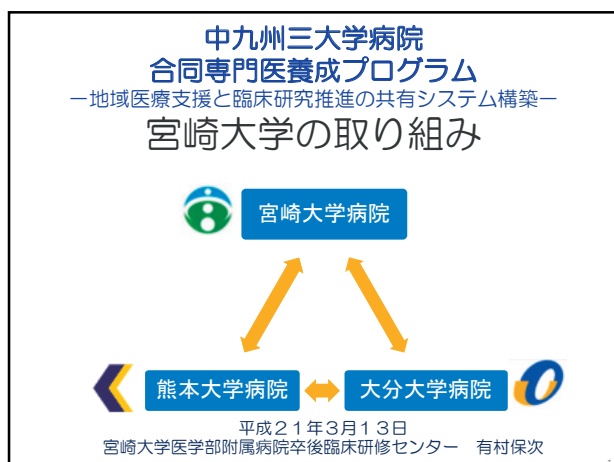 中九州三大学病院
合同専門医養成プログラム
−地域医療支援と臨床研究推進の共有システム構築−
宮崎大学の取り組み
宮崎大学病院
熊本大学病院
大分大学病院
平成21年3月13日
宮崎大学医学部附属病院卒後臨床研修センター　有村保次